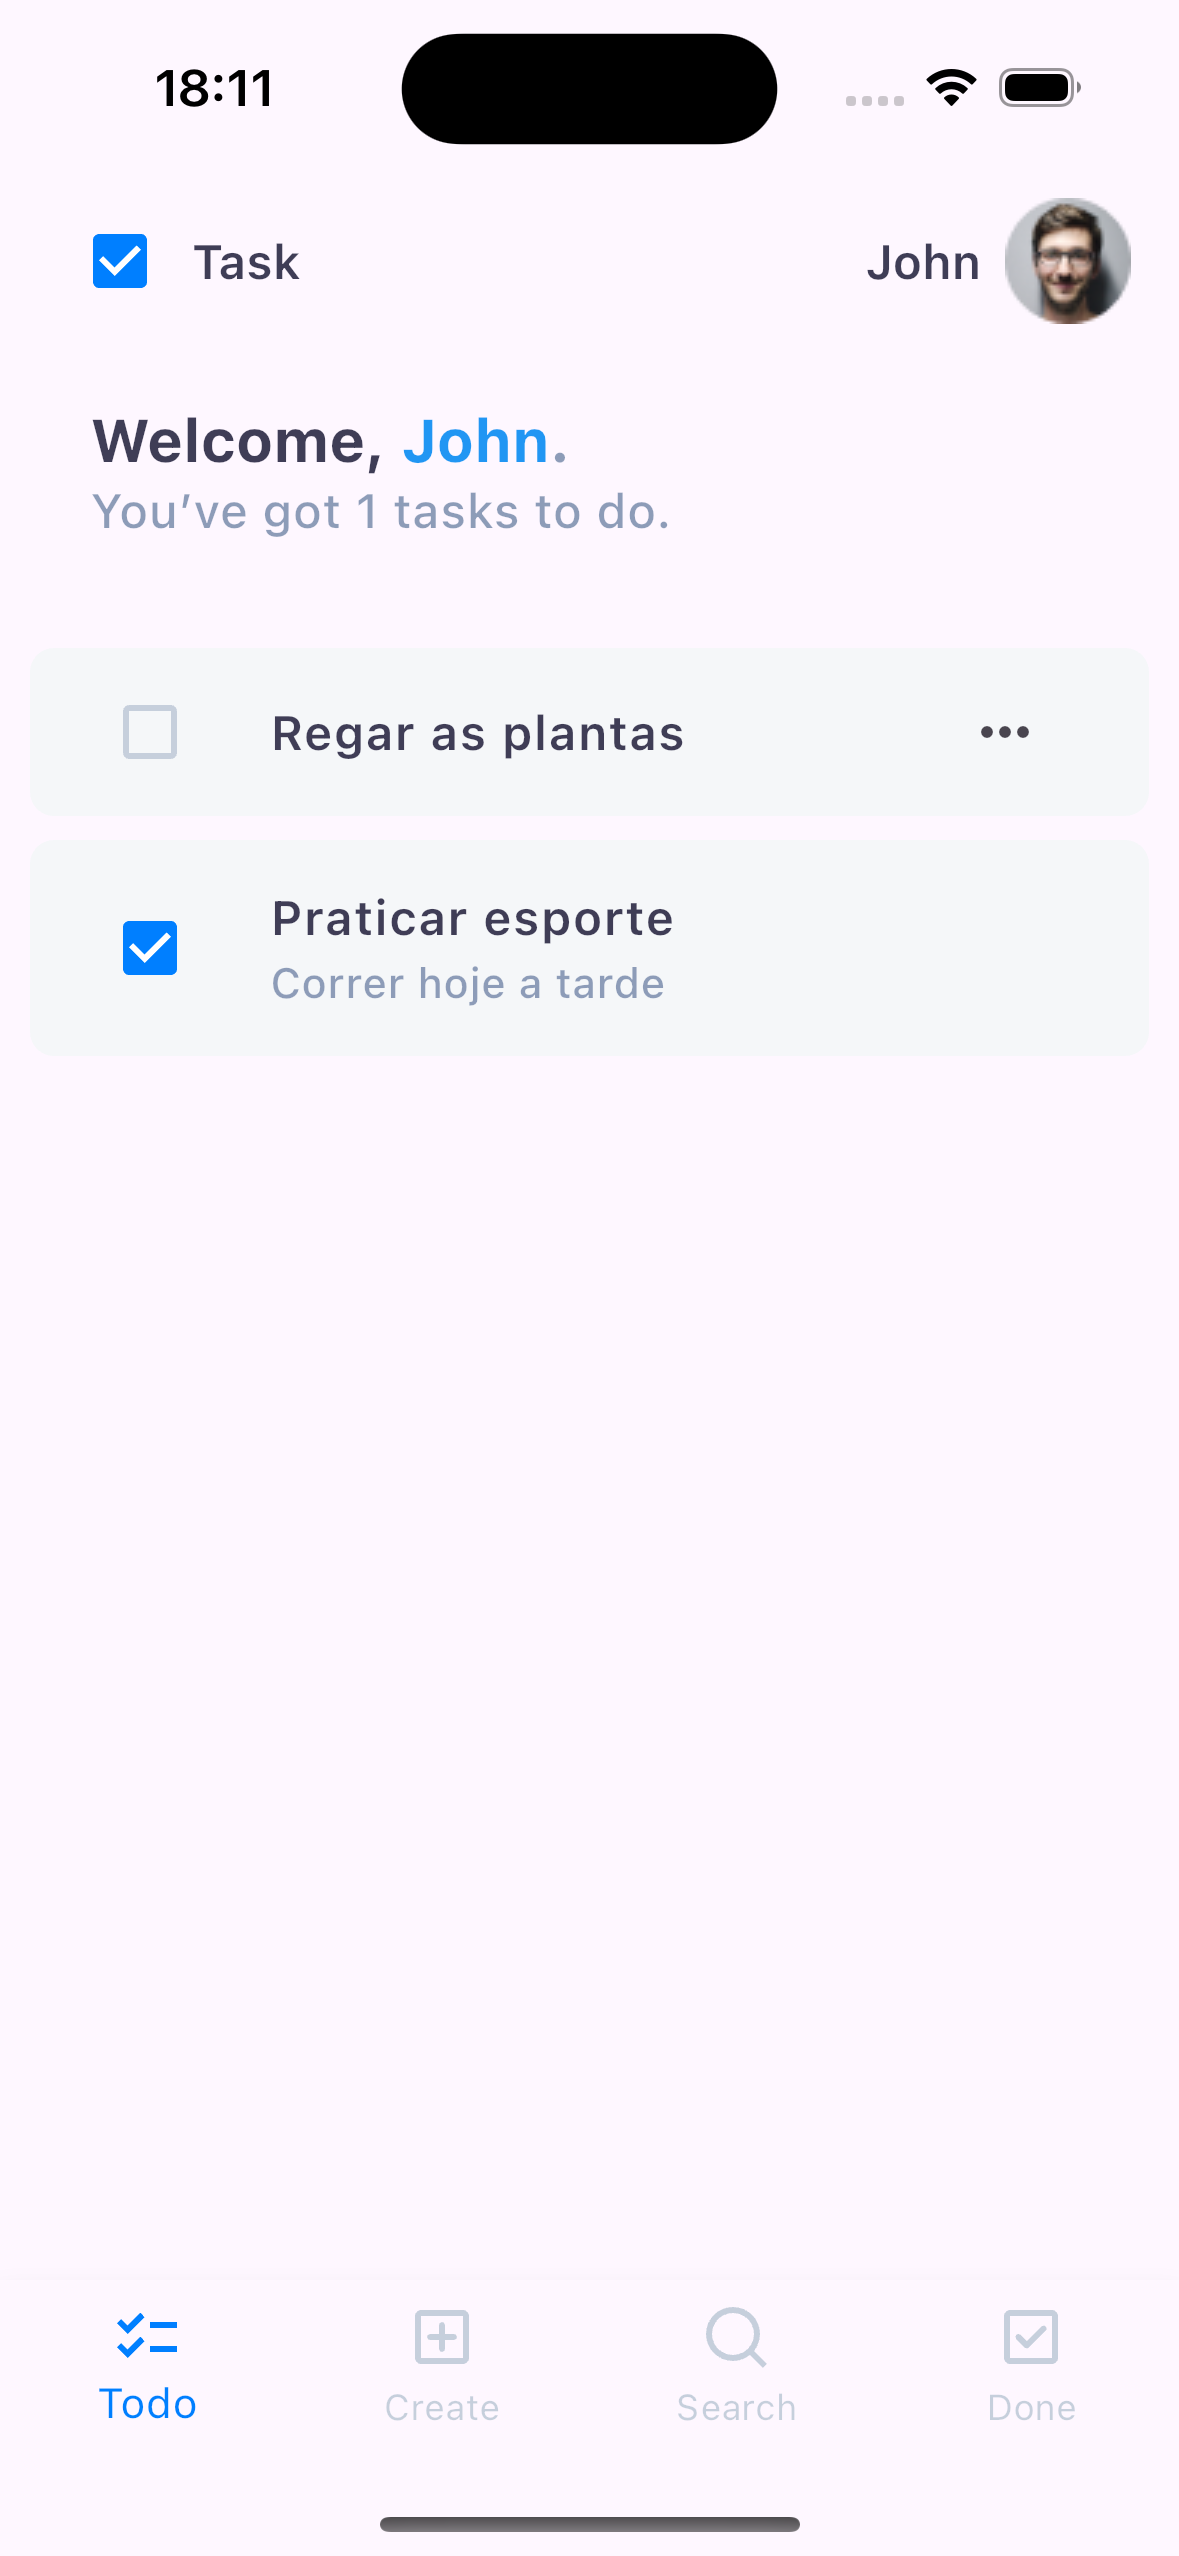 18:11
Task
John
Welcome, John.
You’ve got 1 tasks to do.
Regar as plantas
Praticar esporte
Correr hoje a tarde
Todo
Create
Search
Done